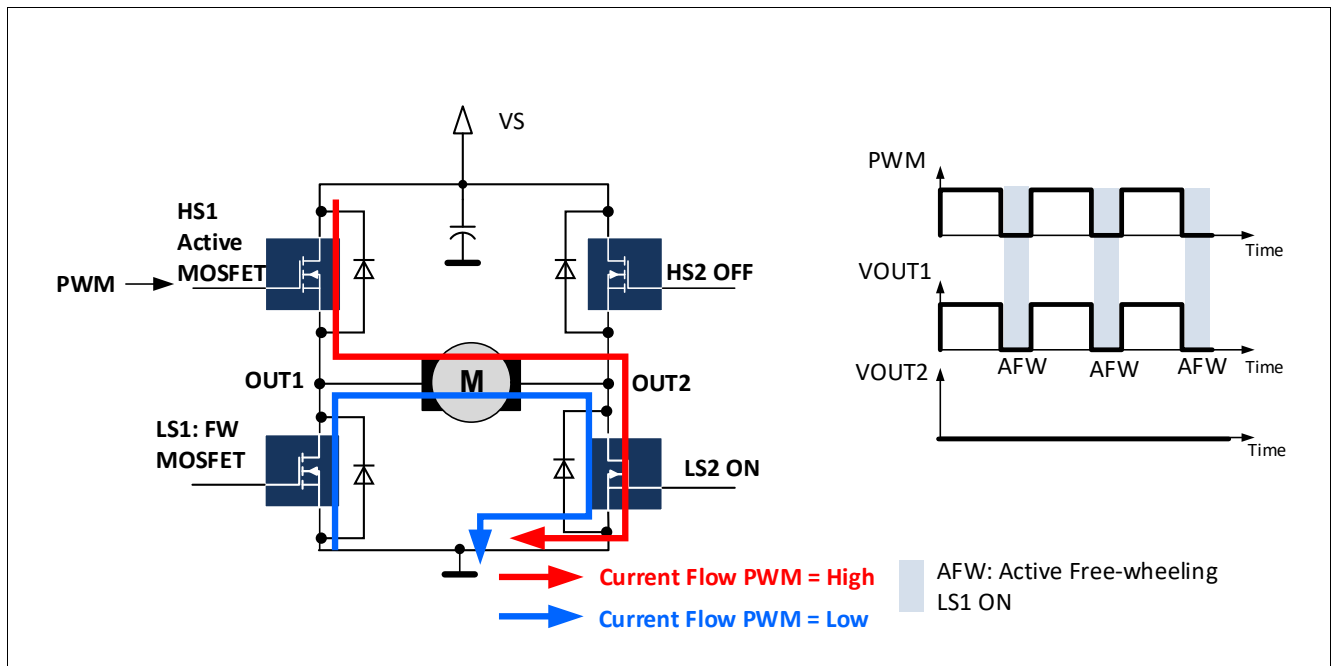 VS
HS1
Active
MOSFET
PWM
HS2 OFF
OUT1
M
OUT2
LS1: FW
MOSFET
LS2 ON
Current Flow PWM = High
Current Flow PWM = Low
PWM
Time
VOUT1
AFW
AFW
AFW
Time
VOUT2
Time
AFW: Active Free-wheeling
LS1 ON